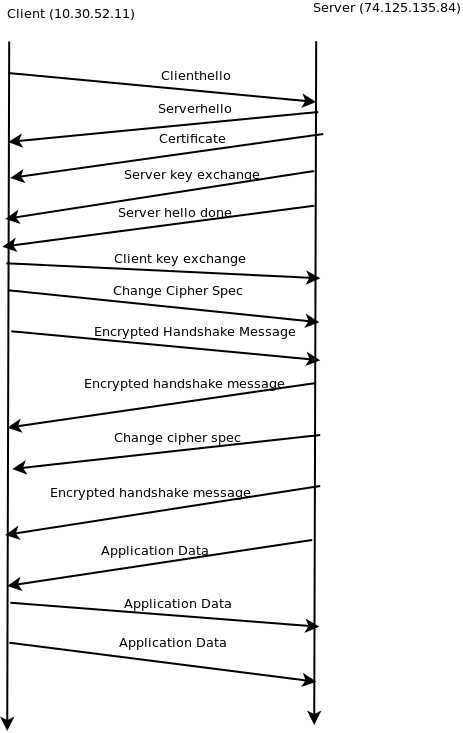 Client (10.30.52.11)
Server (74.125.135.84)
Clienthello
Serverhello
Certificate
Server key exchange
Server hello done
Client key exchange
Change Cipher Spec
Encrypted Handshake Message
Encrypted handshake message
Change cipher spec
Encrypted handshake message
Application Data
Application Data
Application Data